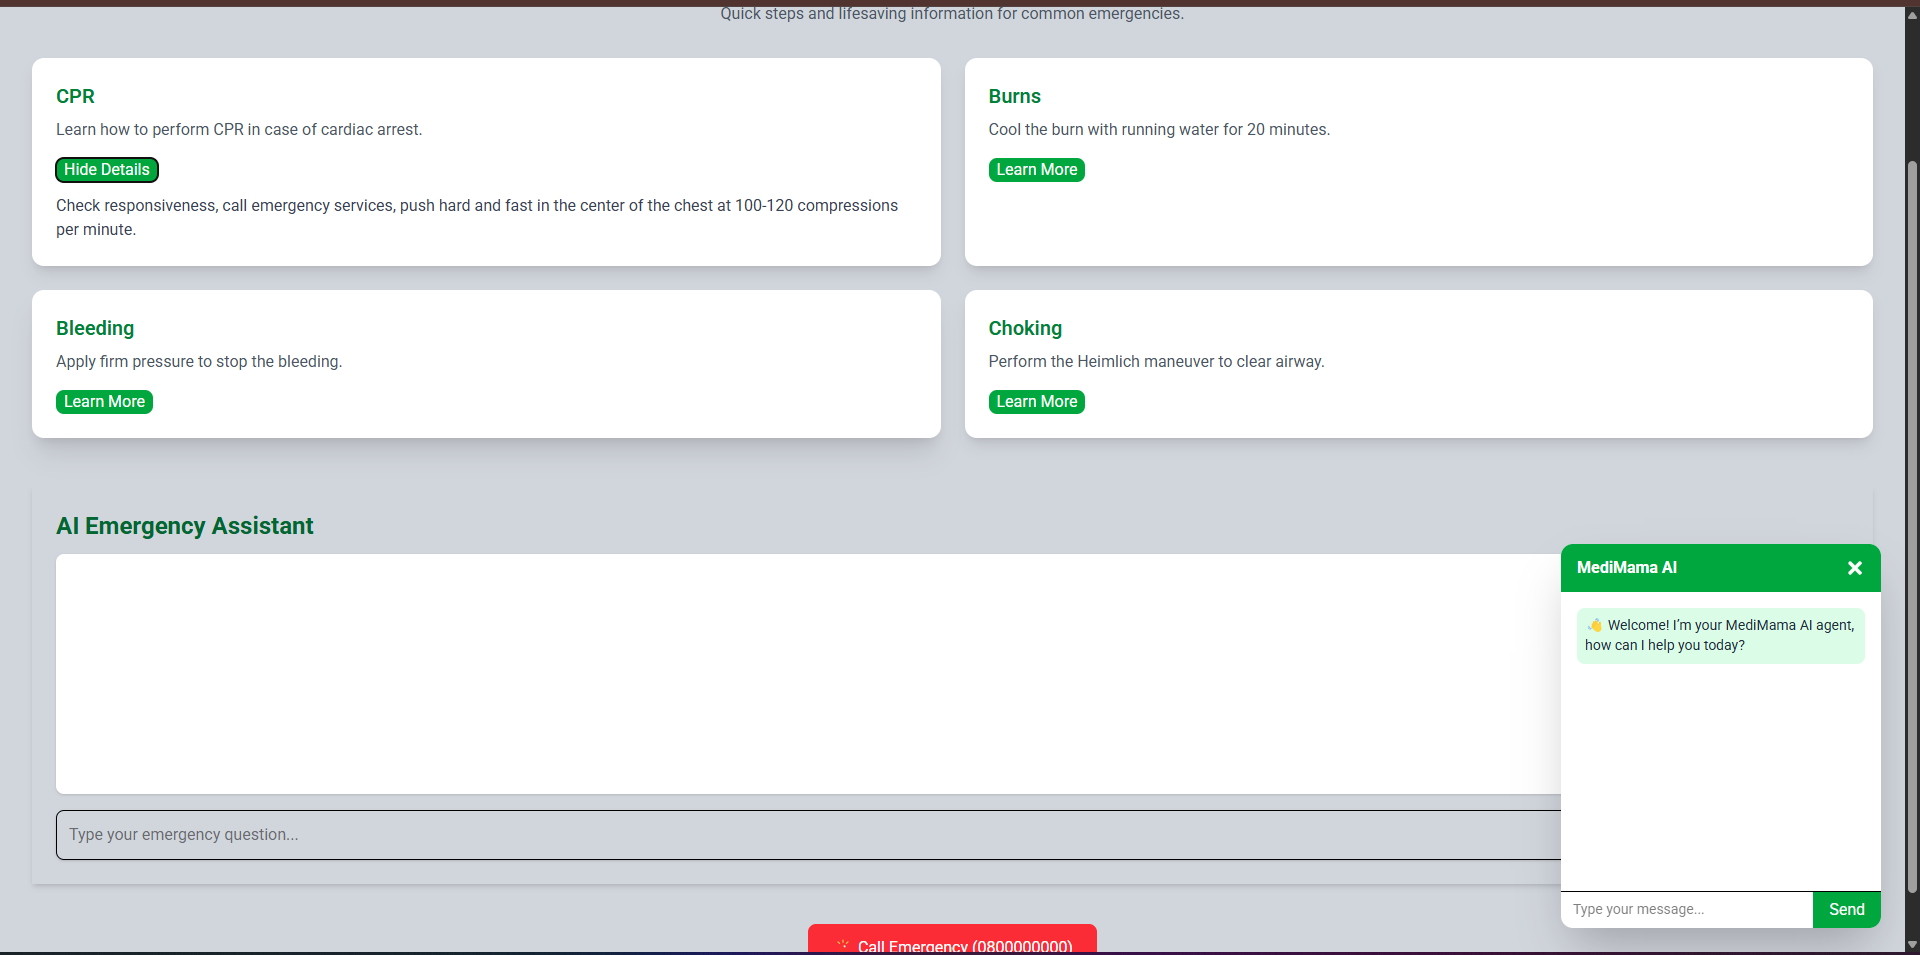 Quick steps and lifesaving information for common emergencies.
CPR
Learn how to perform CPR in case of cardiac arrest.
Hide Details
Check responsiveness, call emergency services, push hard and fast in the center of the chest at 100-120 compressions
per minute.
Burns
Cool the burn with running water for 20 minutes.
Learn More
Bleeding
Apply firm pressure to stop the bleeding.
Learn More
Choking
Perform the Heimlich maneuver to clear airway.
Learn More
AI Emergency Assistant
Type your emergency question...
MediMama AI
👋 Welcome! I’m your MediMama AI agent,
how can I help you today?
Type your message...
Send
Call Emergency (0800000000)